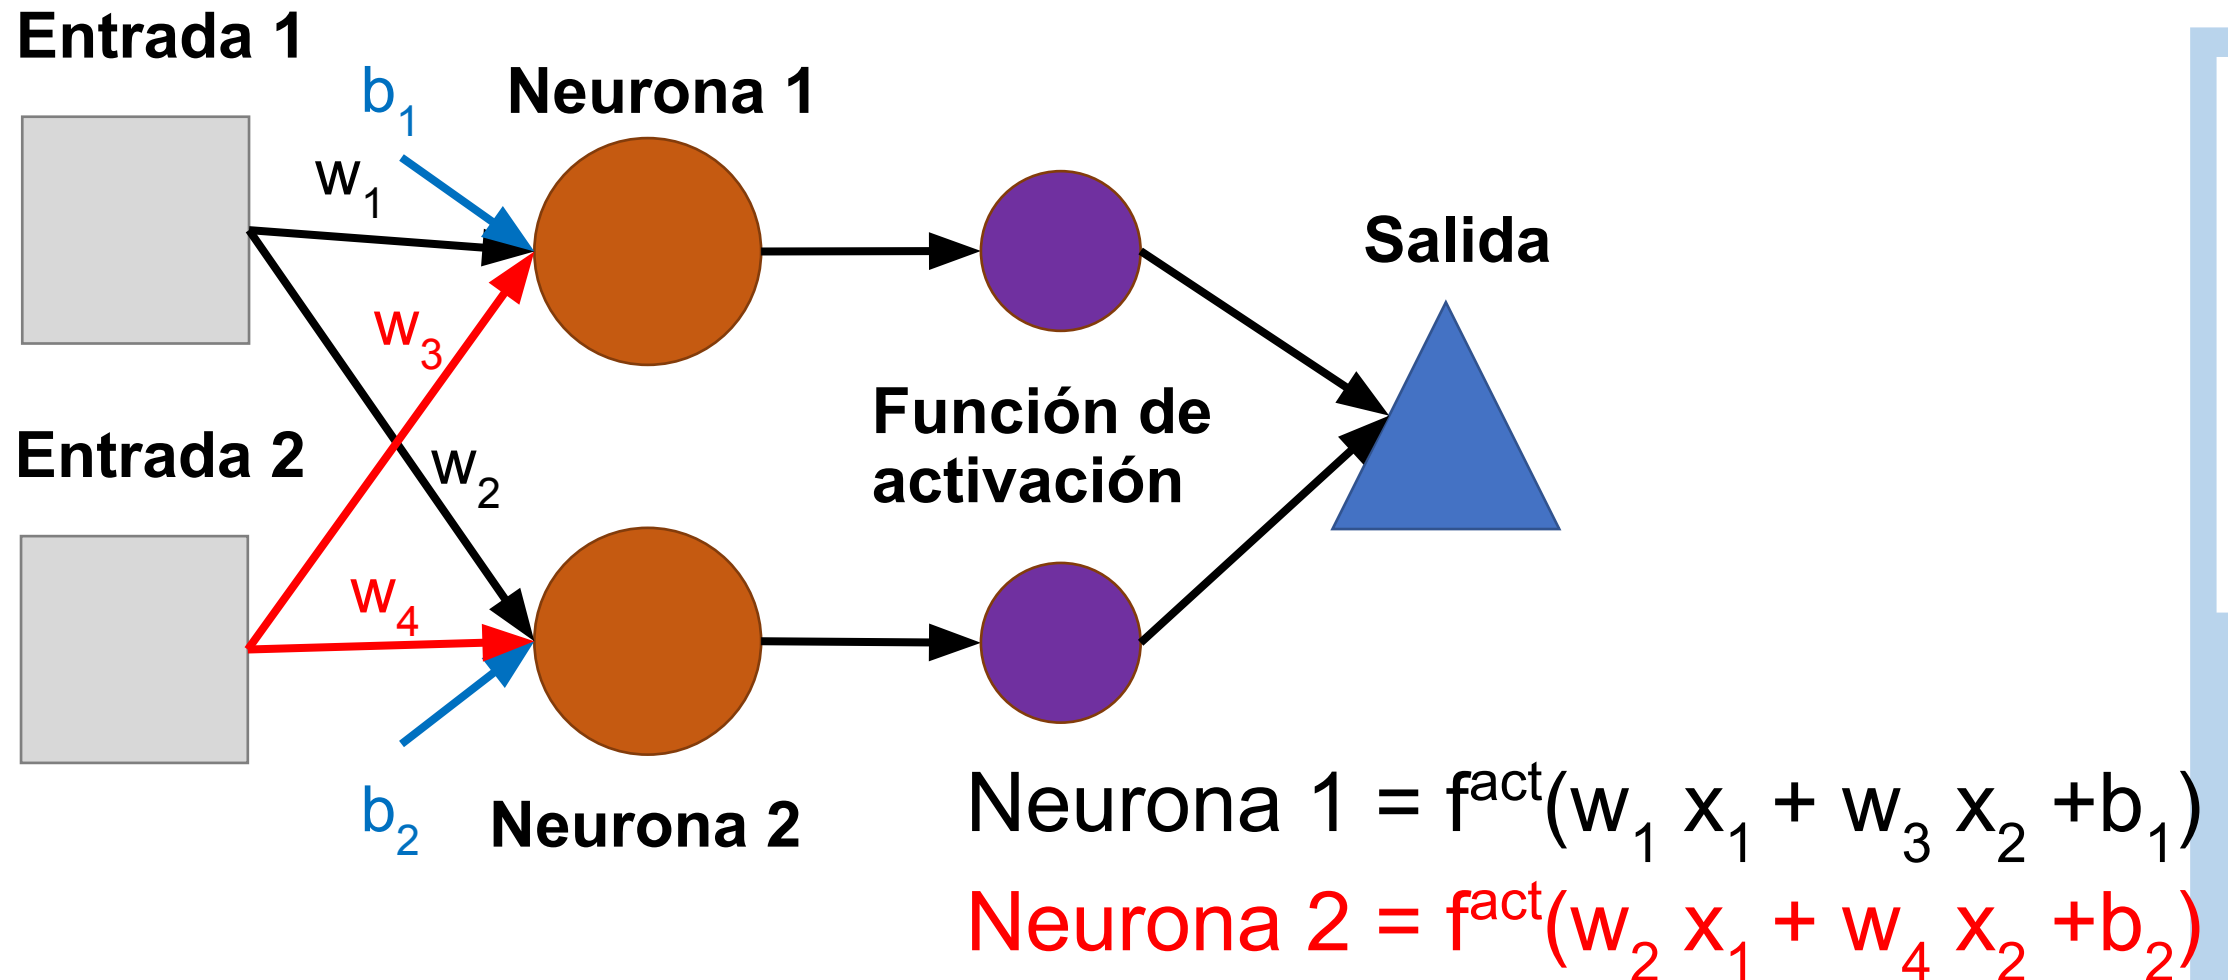 Entrada 1
b₁
Neurona 1
w₁
Salida
w₃
Función de
activación
Entrada 2
w₂
w₄
b₂
Neurona 2
Neurona 1 = fᵃᶜᵗ(w₁ x₁ + w₃ x₂ +b₁)
Neurona 2 = fᵃᶜᵗ(w₂ x₁ + w₄ x₂ +b₂)